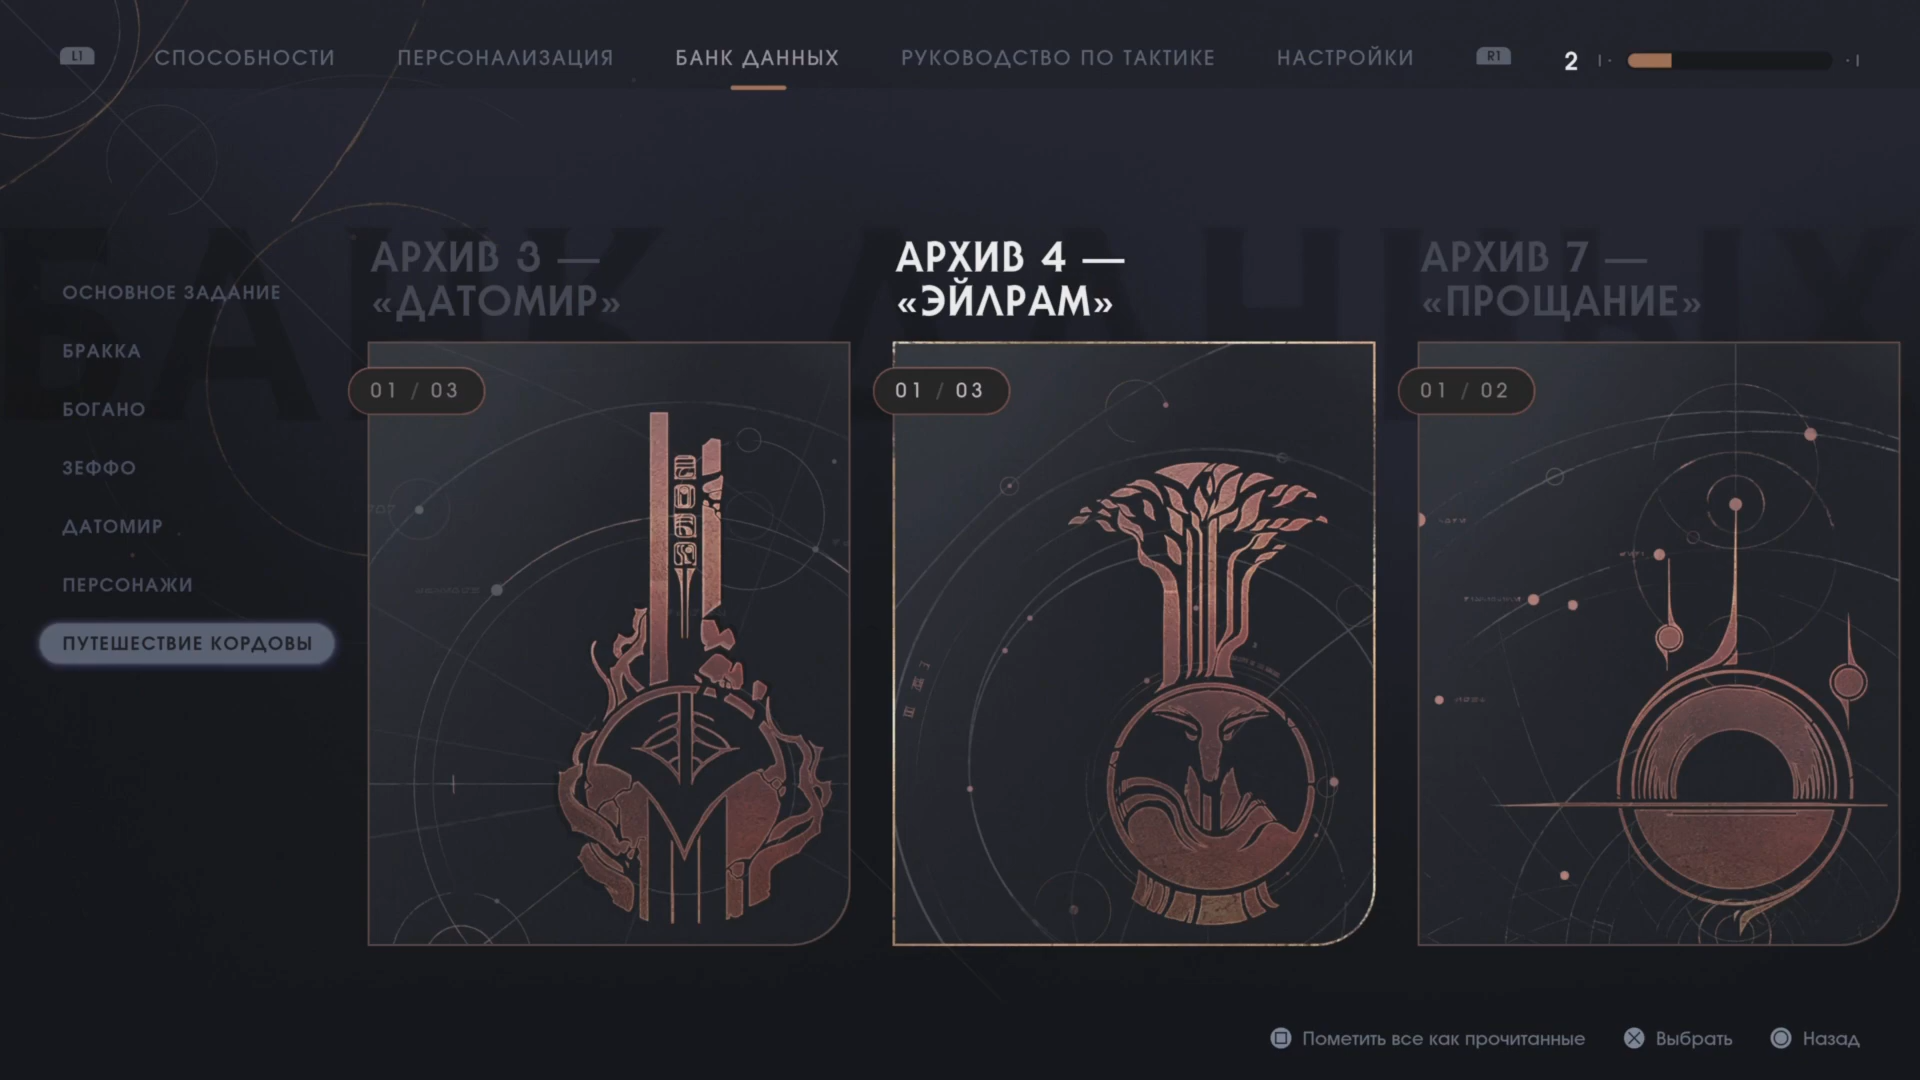 L1 СПОСОБНОСТИ ПЕРСОНАЛИЗАЦИЯ БАНК ДАННЫХ РУКОВОДСТВО ПО ТАКТИКЕ НАСТРОЙКИ R1 2
БАНК ДАННЫХ
ОСНОВНОЕ ЗАДАНИЕ
БРАККА
БОГАНО
ЗЕФФО
ДАТОМИР
ПЕРСОНАЖИ
ПУТЕШЕСТВИЕ КОРДОВЫ
АРХИВ 3 —
«ДАТОМИР»
01 / 03
АРХИВ 4 —
«ЭЙЛРАМ»
01 / 03
АРХИВ 7 —
«ПРОЩАНИЕ»
01 / 02
Пометить все как прочитанные Выбрать Назад